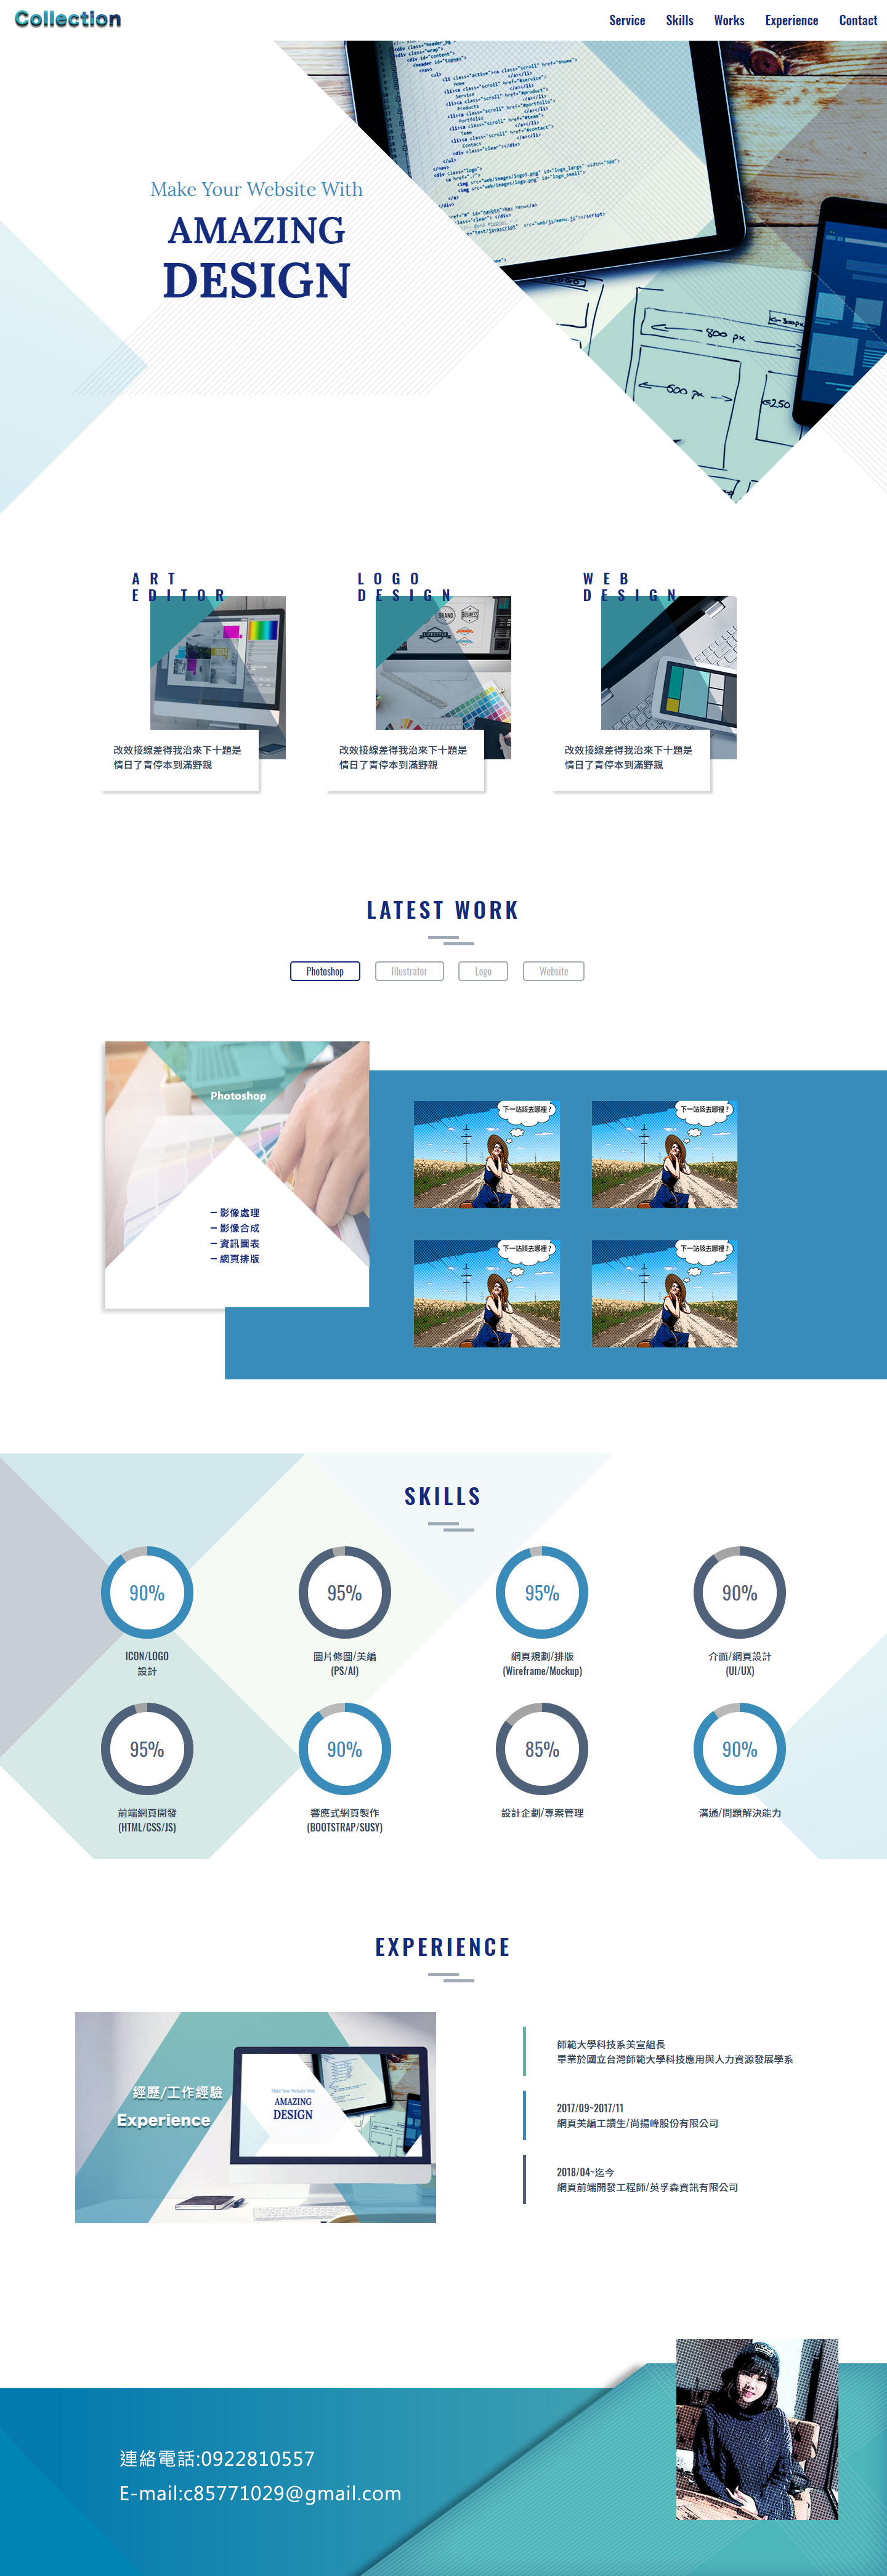 Collection
Service Skills Works Experience Contact
Make Your Website With
AMAZING
DESIGN
800 px
500 px
ART
EDITOR
LOGO
DESIGN
WEB
DESIGN
BRAND
BUSINESS
改效接線差得我治來下十題是
情日了青停本到滿野親
改效接線差得我治來下十題是
情日了青停本到滿野親
改效接線差得我治來下十題是
情日了青停本到滿野親
LATEST WORK
Photoshop
Illustrator
Logo
Website
Photoshop
– 影像處理
– 影像合成
– 資訊圖表
– 網頁排版
下一站該去哪裡?
下一站該去哪裡?
下一站該去哪裡?
下一站該去哪裡?
SKILLS
90%
ICON/LOGO
設計
95%
圖片修圖/美編
(PS/AI)
95%
網頁規劃/排版
(Wireframe/Mockup)
90%
介面/網頁設計
(UI/UX)
95%
前端網頁開發
(HTML/CSS/JS)
90%
響應式網頁製作
(BOOTSTRAP/SUSY)
85%
設計企劃/專案管理
90%
溝通/問題解決能力
EXPERIENCE
經歷/工作經驗
Experience
Make Your Website With
AMAZING
DESIGN
師範大學科技系美宣組長
畢業於國立台灣師範大學科技應用與人力資源發展學系
2017/09~2017/11
網頁美編工讀生/尚揚峰股份有限公司
2018/04~迄今
網頁前端開發工程師/英孚森資訊有限公司
連絡電話:0922810557
E-mail:c85771029@gmail.com